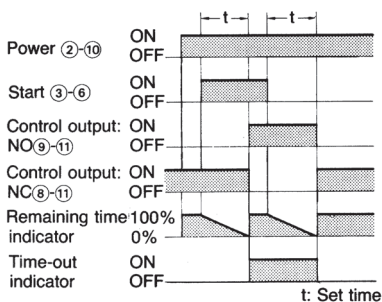 t t
Power ②-⑩ ON
OFF
Start ③-⑥ ON
OFF
Control output: ON
NO⑨-⑪ OFF
Control output: ON
NC⑧-⑪ OFF
Remaining time 100%
indicator 0%
Time-out ON
indicator OFF
t: Set time